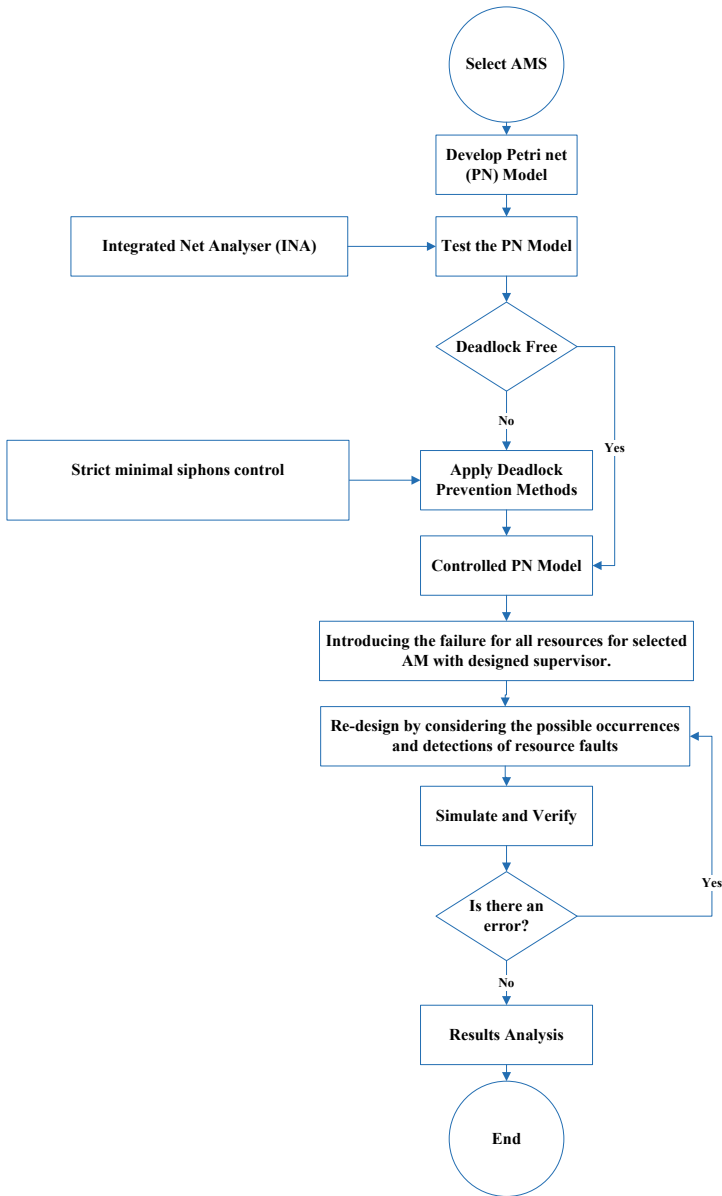 Select AMS
Develop Petri net
(PN) Model
Integrated Net Analyser (INA)
Test the PN Model
Deadlock Free
No
Yes
Strict minimal siphons control
Apply Deadlock
Prevention Methods
Controlled PN Model
Introducing the failure for all resources for selected
AM with designed supervisor.
Re-design by considering the possible occurrences
and detections of resource faults
Simulate and Verify
Is there an
error?
Yes
No
Results Analysis
End